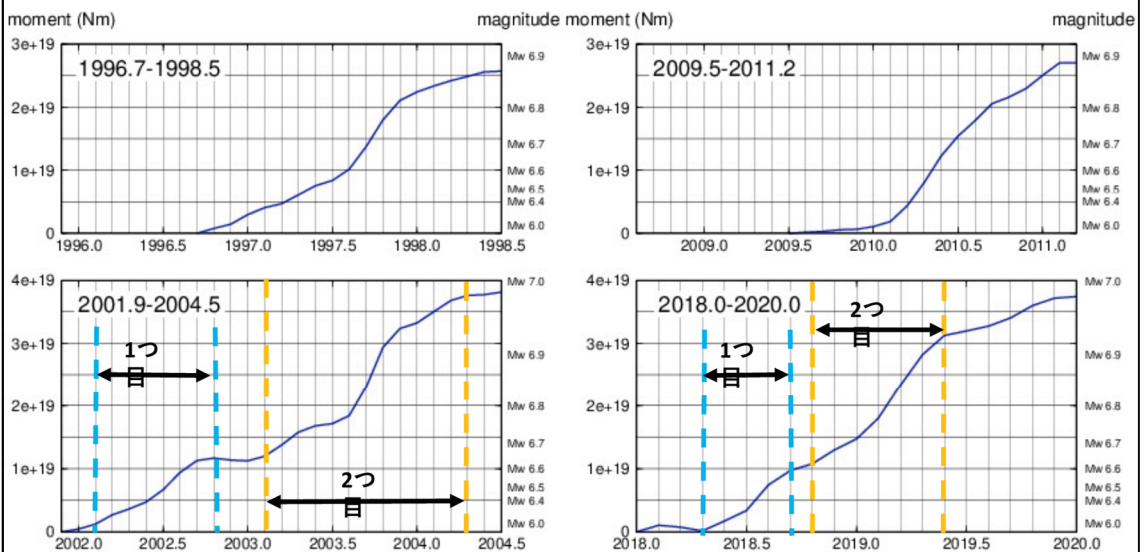 moment (Nm) magnitude moment (Nm) magnitude
3e+19 Mw 6.9 3e+19 Mw 6.9
1996.7-1998.5 2009.5-2011.2
2e+19 Mw 6.8 2e+19 Mw 6.8
Mw 6.7 Mw 6.7
1e+19 Mw 6.6 1e+19 Mw 6.6
Mw 6.5 Mw 6.5
Mw 6.4 Mw 6.4
Mw 6.0 Mw 6.0
0 0
1996.0 1996.5 1997.0 1997.5 1998.0 1998.5 2009.0 2009.5 2010.0 2010.5 2011.0
4e+19 Mw 7.0 4e+19 Mw 7.0
2001.9-2004.5 2018.0-2020.0
2つ目
1つ目 1つ目
3e+19 Mw 6.9 3e+19 Mw 6.9
2e+19 Mw 6.8 2e+19 Mw 6.8
Mw 6.7 Mw 6.7
1e+19 Mw 6.6 1e+19 Mw 6.6
2つ目
Mw 6.5 Mw 6.5
Mw 6.4 Mw 6.4
Mw 6.0 Mw 6.0
0 0
2002.0 2002.5 2003.0 2003.5 2004.0 2004.5 2018.0 2018.5 2019.0 2019.5 2020.0